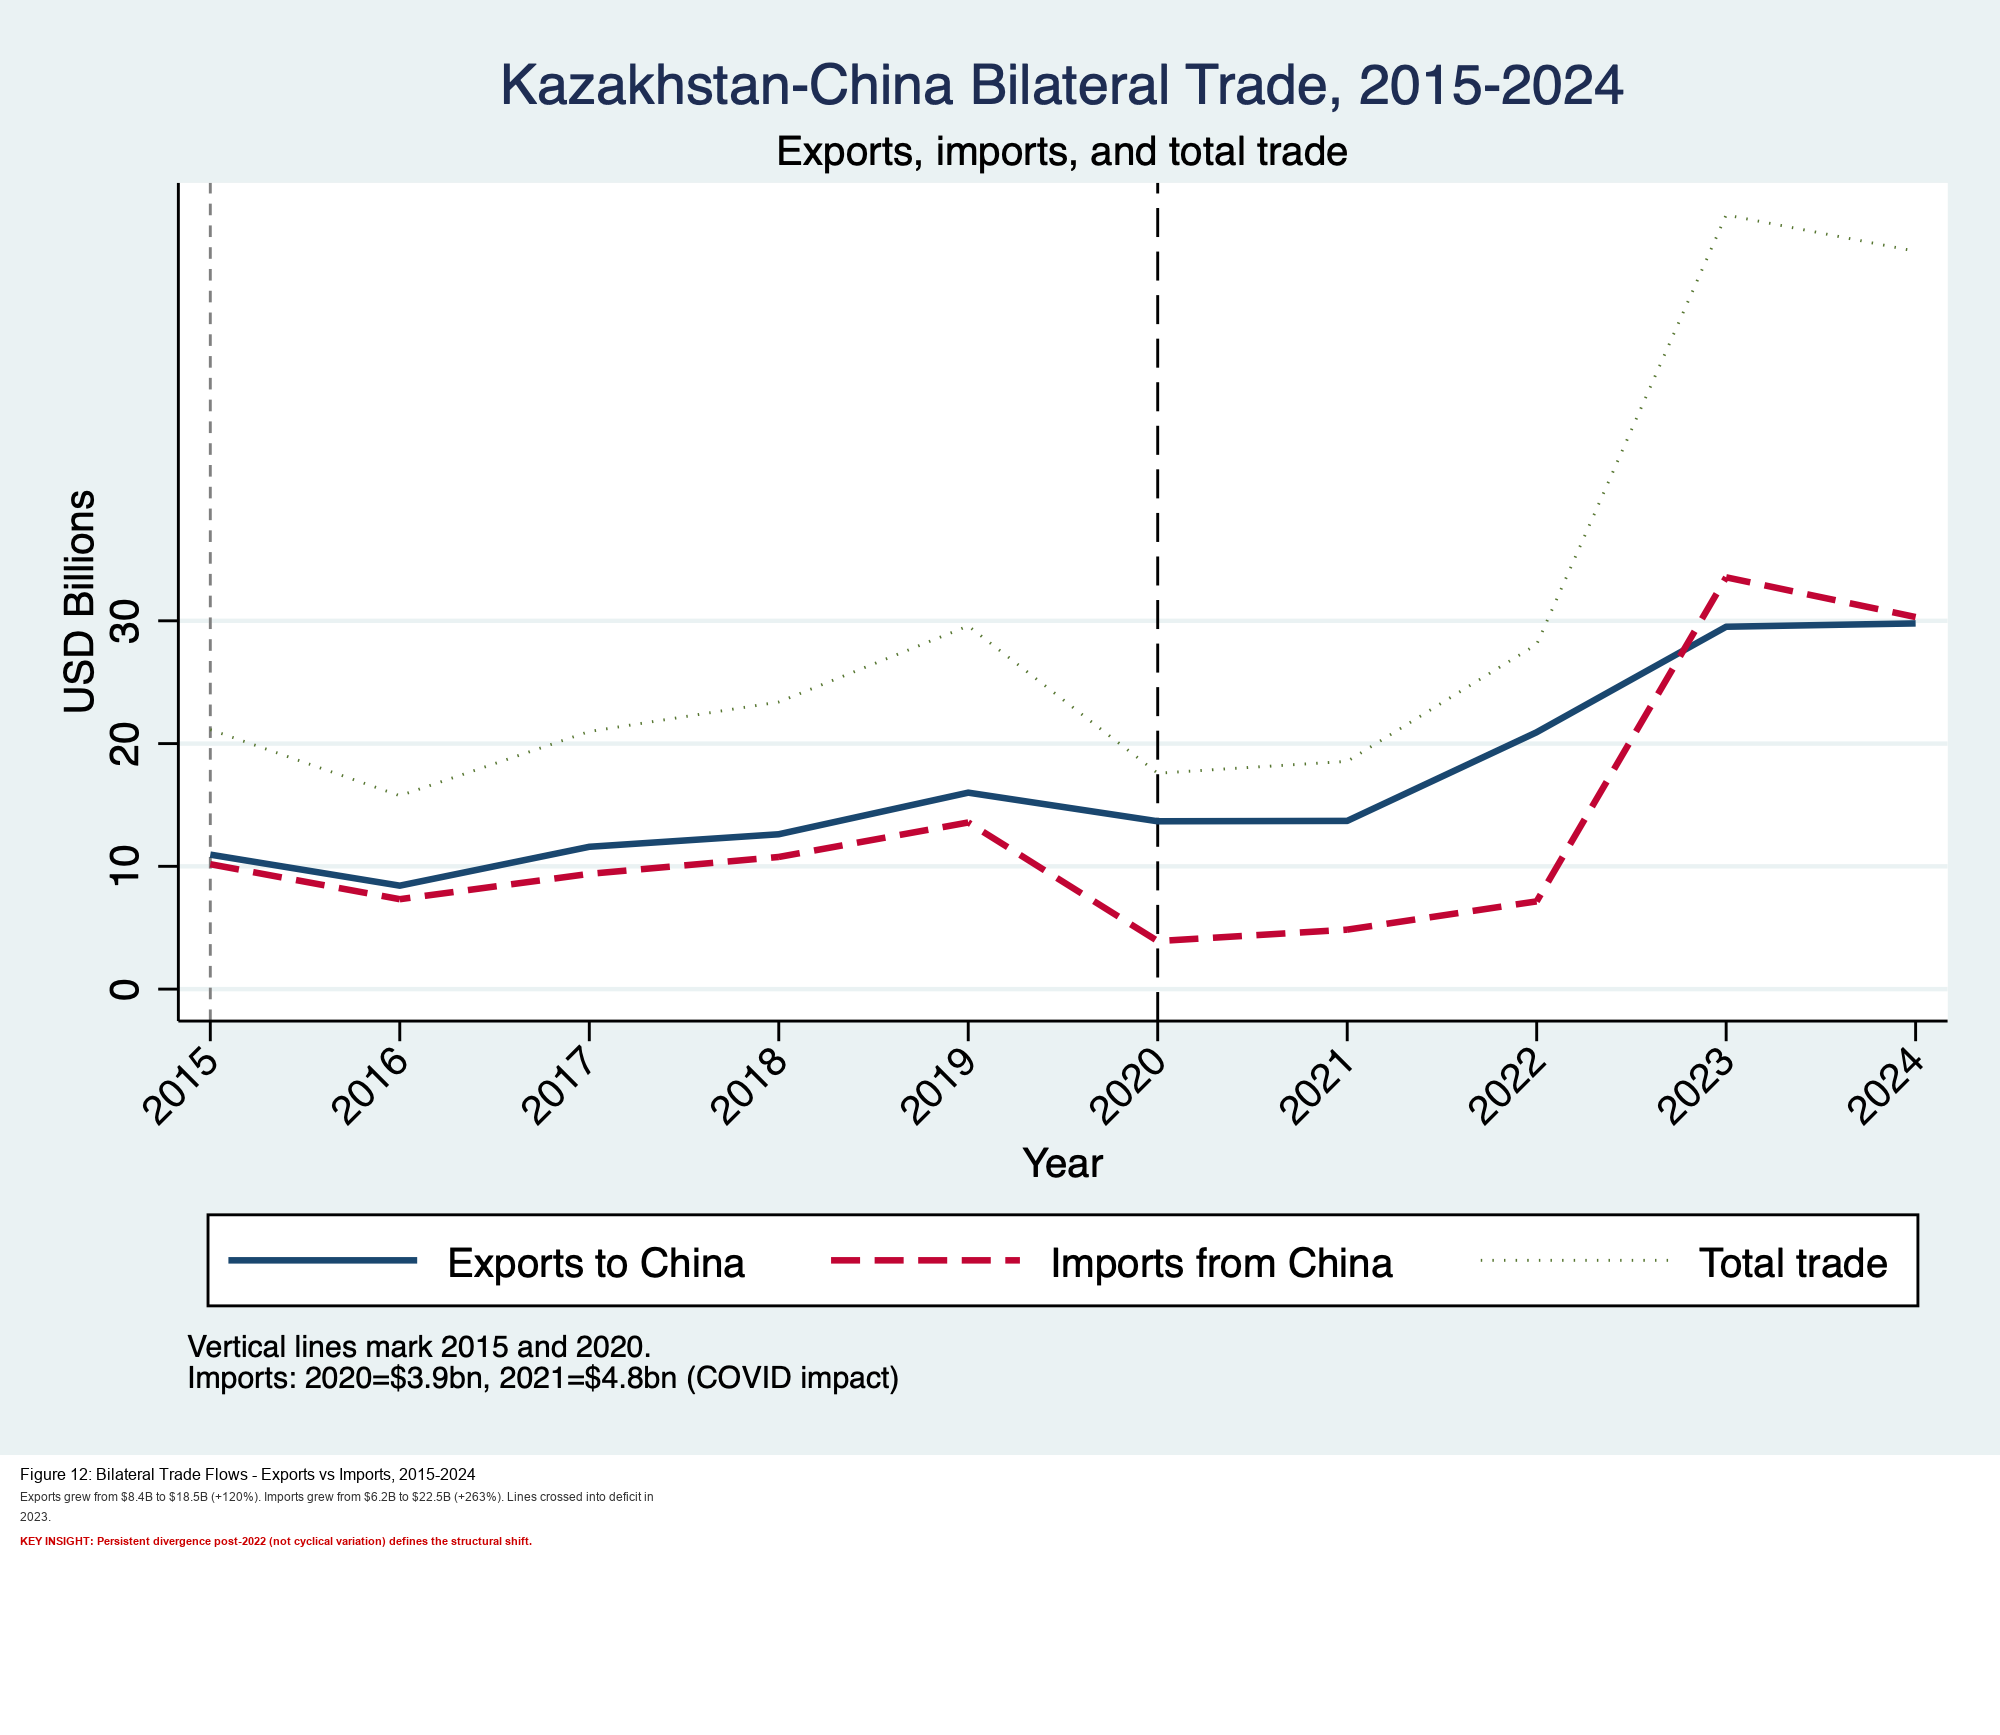 Kazakhstan-China Bilateral Trade, 2015-2024
Exports, imports, and total trade
USD Billions
30
20
10
0
2015
2016
2017
2018
2019
2020
2021
2022
2023
2024
Year
Exports to China
Imports from China
Total trade
Vertical lines mark 2015 and 2020.
Imports: 2020=$3.9bn, 2021=$4.8bn (COVID impact)
Figure 12: Bilateral Trade Flows - Exports vs Imports, 2015-2024
Exports grew from $8.4B to $18.5B (+120%). Imports grew from $6.2B to $22.5B (+263%). Lines crossed into deficit in
2023.
KEY INSIGHT: Persistent divergence post-2022 (not cyclical variation) defines the structural shift.